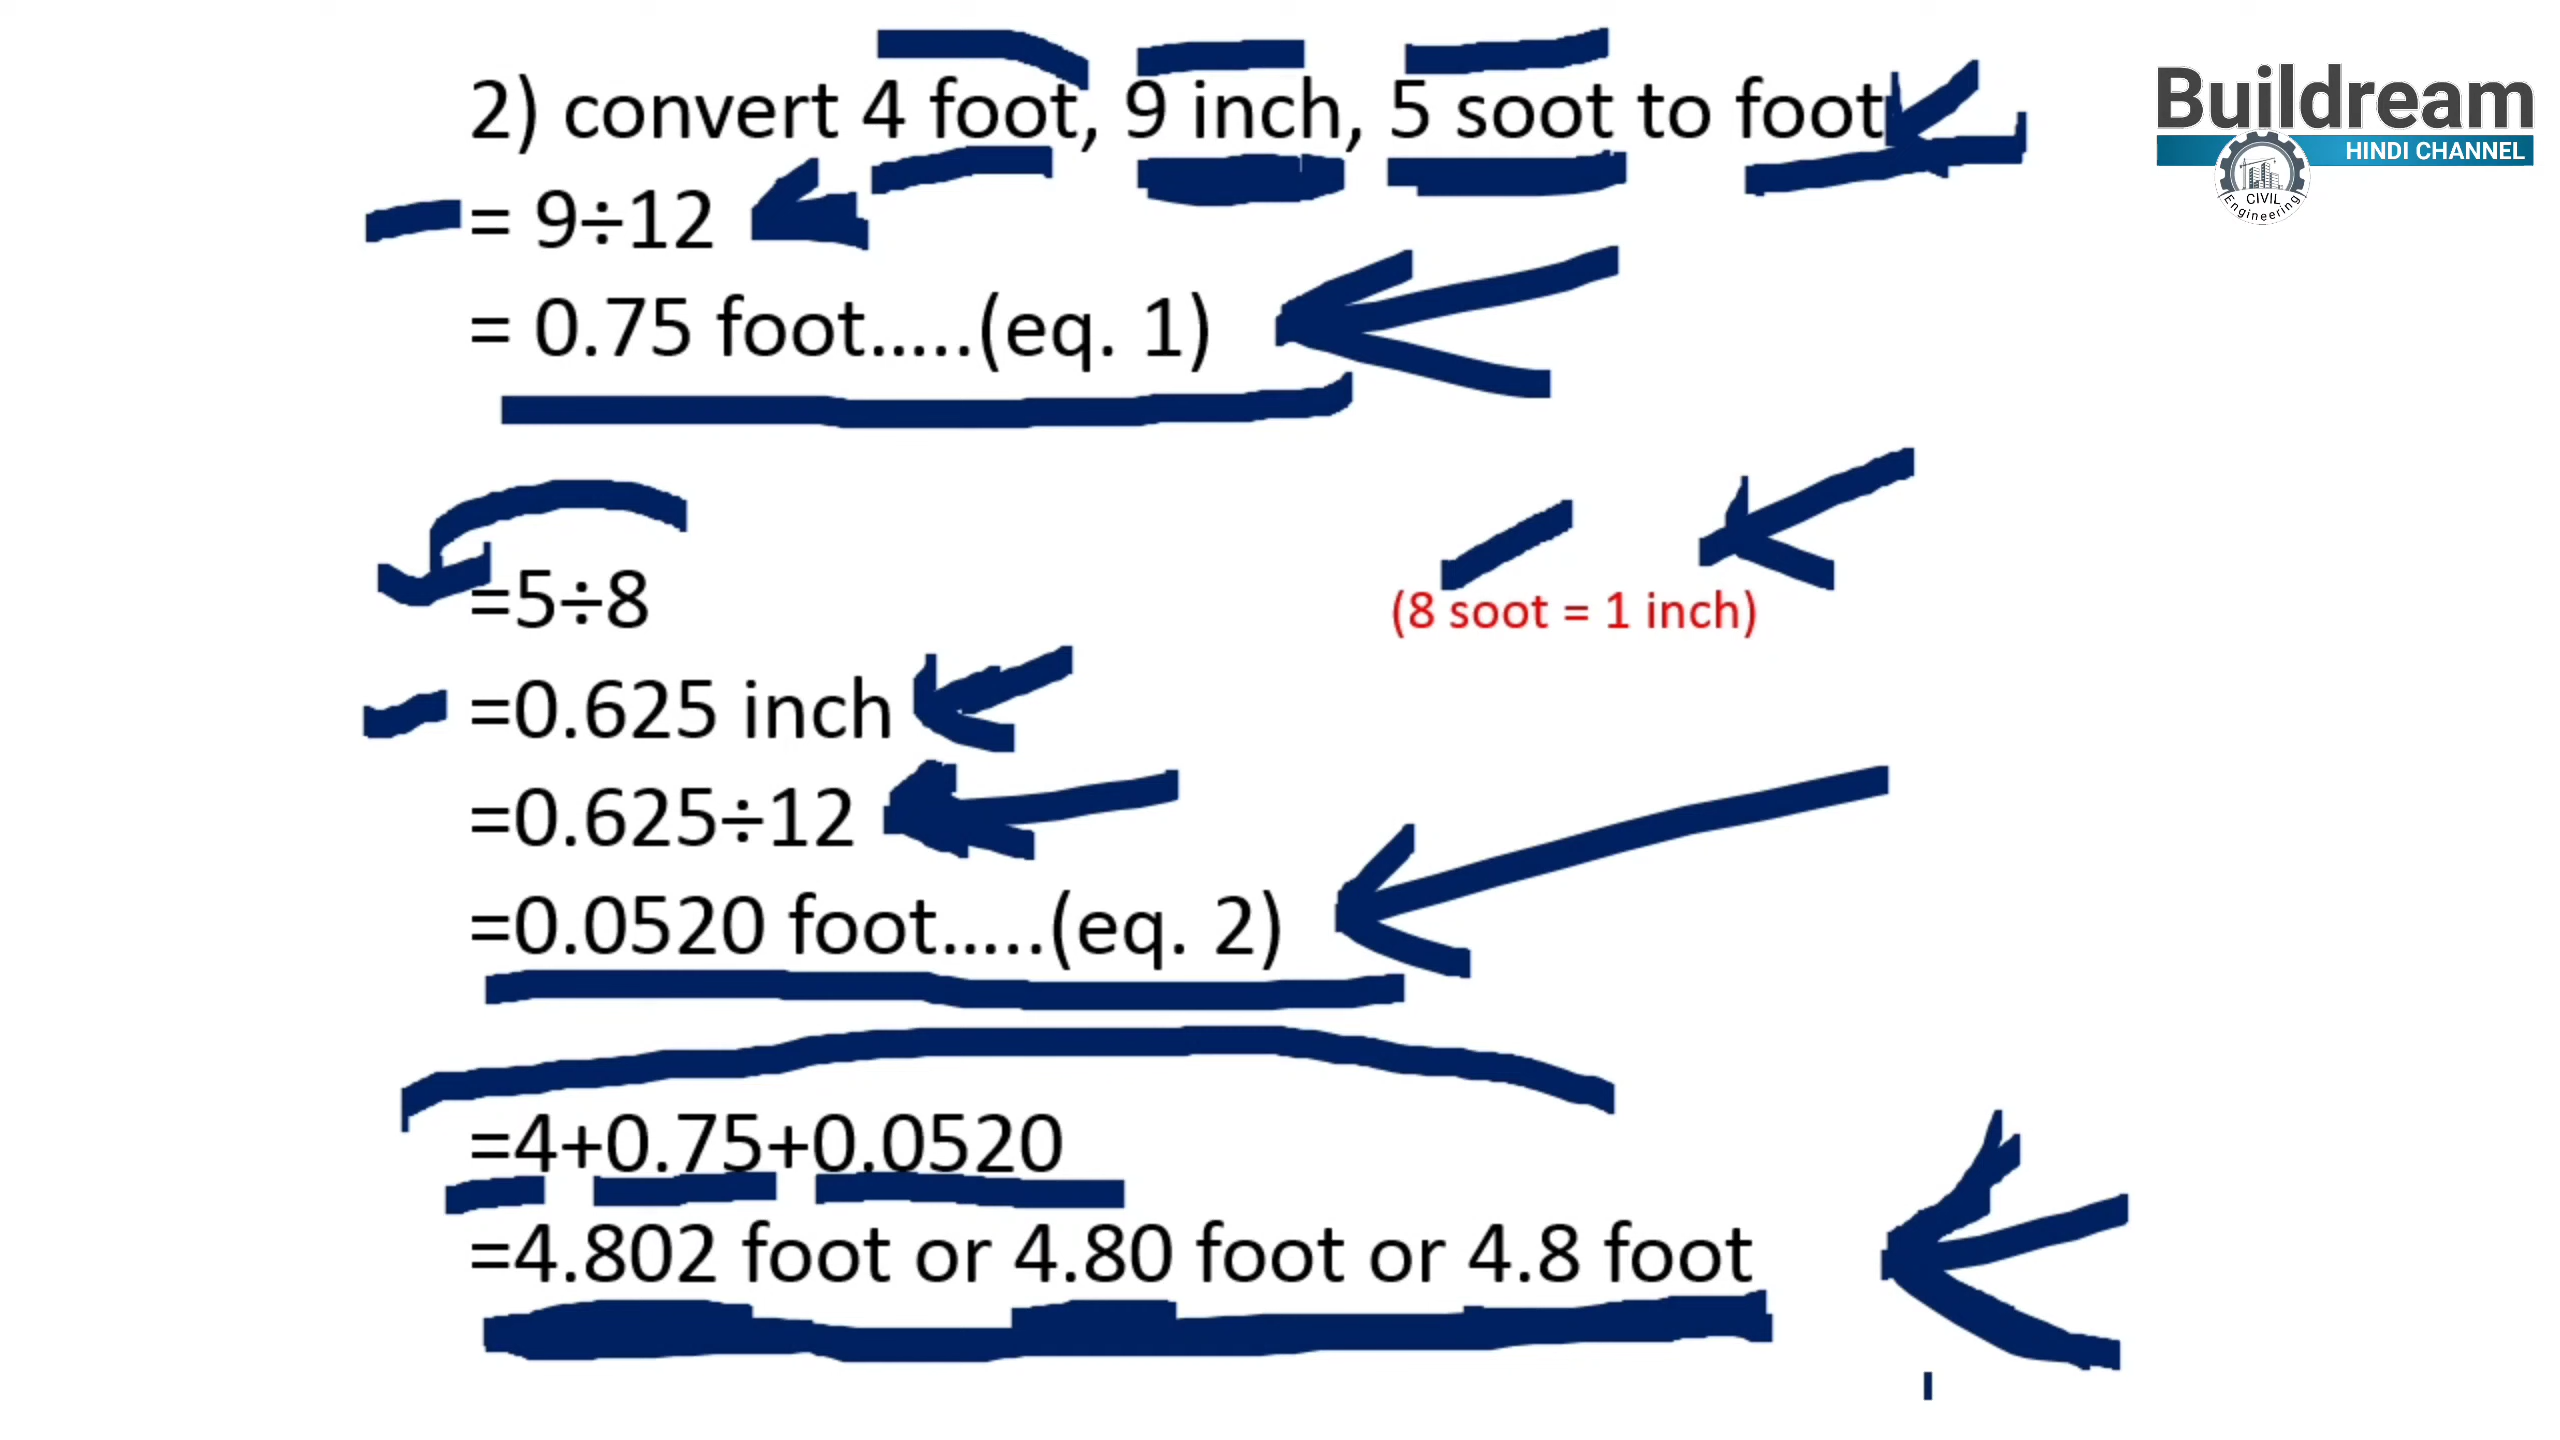 2) convert 4 foot, 9 inch, 5 soot to foot
= 9÷12
= 0.75 foot.....(eq. 1)
=5÷8
(8 soot = 1 inch)
=0.625 inch
=0.625÷12
=0.0520 foot.....(eq. 2)
=4+0.75+0.0520
=4.802 foot or 4.80 foot or 4.8 foot
Buildream
HINDI CHANNEL
CIVIL
Engineering